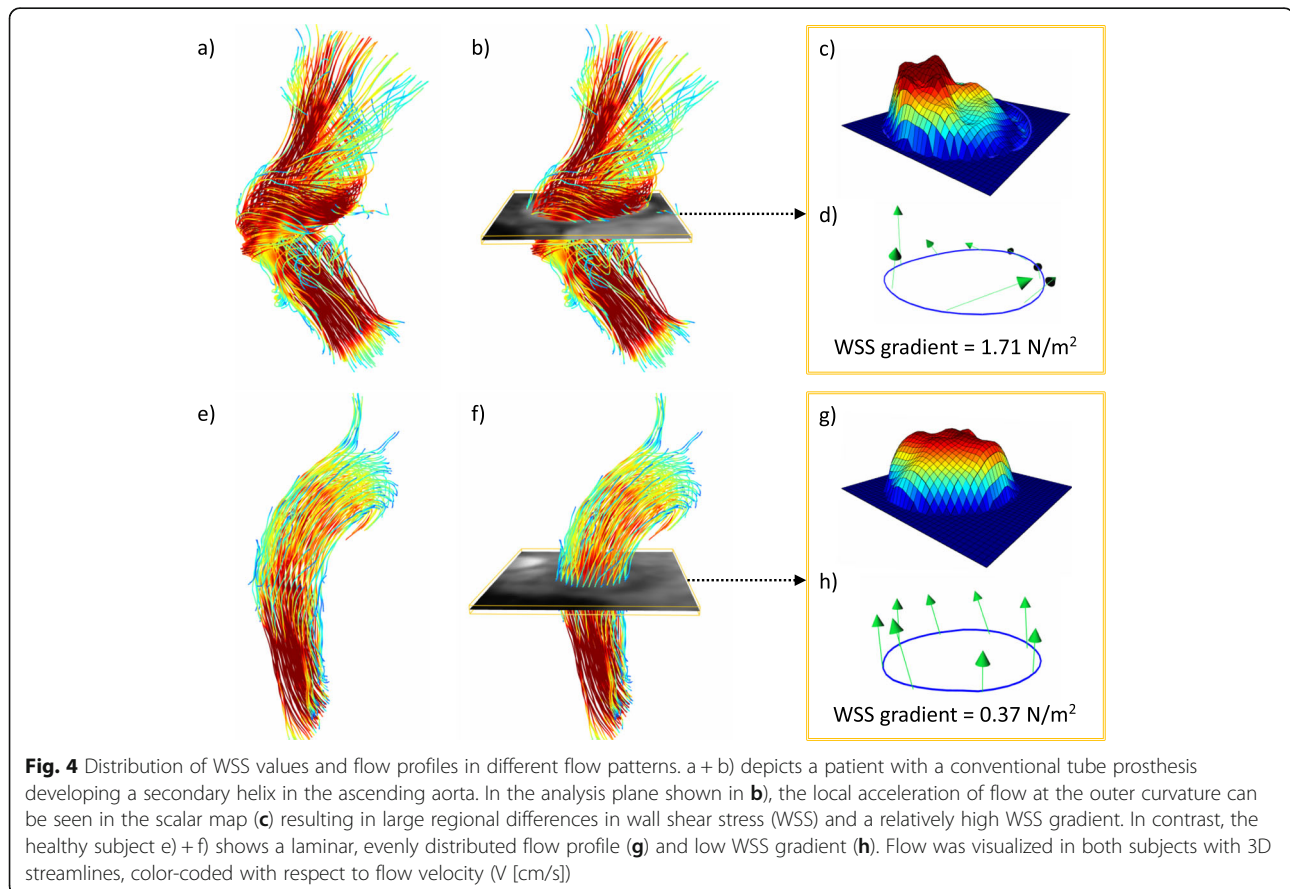 a)
b)
c)
d)
WSS gradient = 1.71 N/m²
e)
f)
g)
h)
WSS gradient = 0.37 N/m²
Fig. 4 Distribution of WSS values and flow profiles in different flow patterns. a + b) depicts a patient with a conventional tube prosthesis
developing a secondary helix in the ascending aorta. In the analysis plane shown in b), the local acceleration of flow at the outer curvature can
be seen in the scalar map (c) resulting in large regional differences in wall shear stress (WSS) and a relatively high WSS gradient. In contrast, the
healthy subject e) + f) shows a laminar, evenly distributed flow profile (g) and low WSS gradient (h). Flow was visualized in both subjects with 3D
streamlines, color-coded with respect to flow velocity (V [cm/s])